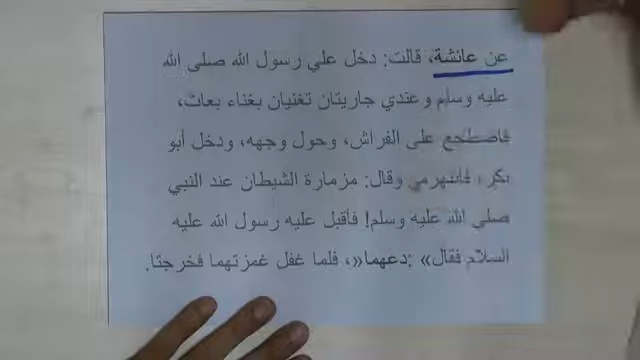 عن عائشة، قالت: دخل علي رسول الله صلى الله
عليه وسلم وعندي جاريتان تغنيان بغناء بعاث،
فاضطجع على الفراش، وحول وجهه، ودخل أبو
بكر، فانتهرني وقال: مزمارة الشيطان عند النبي
صلي الله عليه وسلم! فأقبل عليه رسول الله عليه
السلام فقال» :دعهما«، فلما غفل غمزتهما فخرجتا.